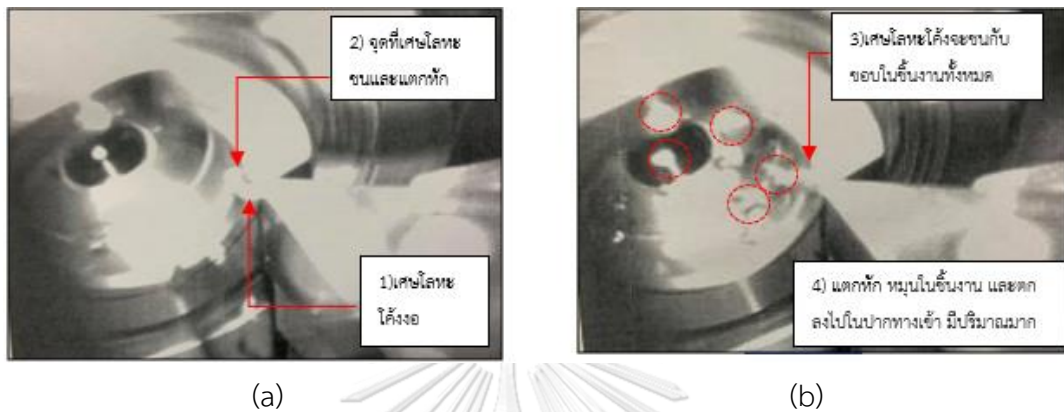 2) จุดที่เศษโลหะ
ชนและแตกหัก
1)เศษโลหะ
โค้งงอ
3)เศษโลหะโค้งจะชนกับ
ขอบในชิ้นงานทั้งหมด
4) แตกหัก หมุนในชิ้นงาน และตก
ลงไปในปากทางเข้า มีปริมาณมาก
(a)
(b)